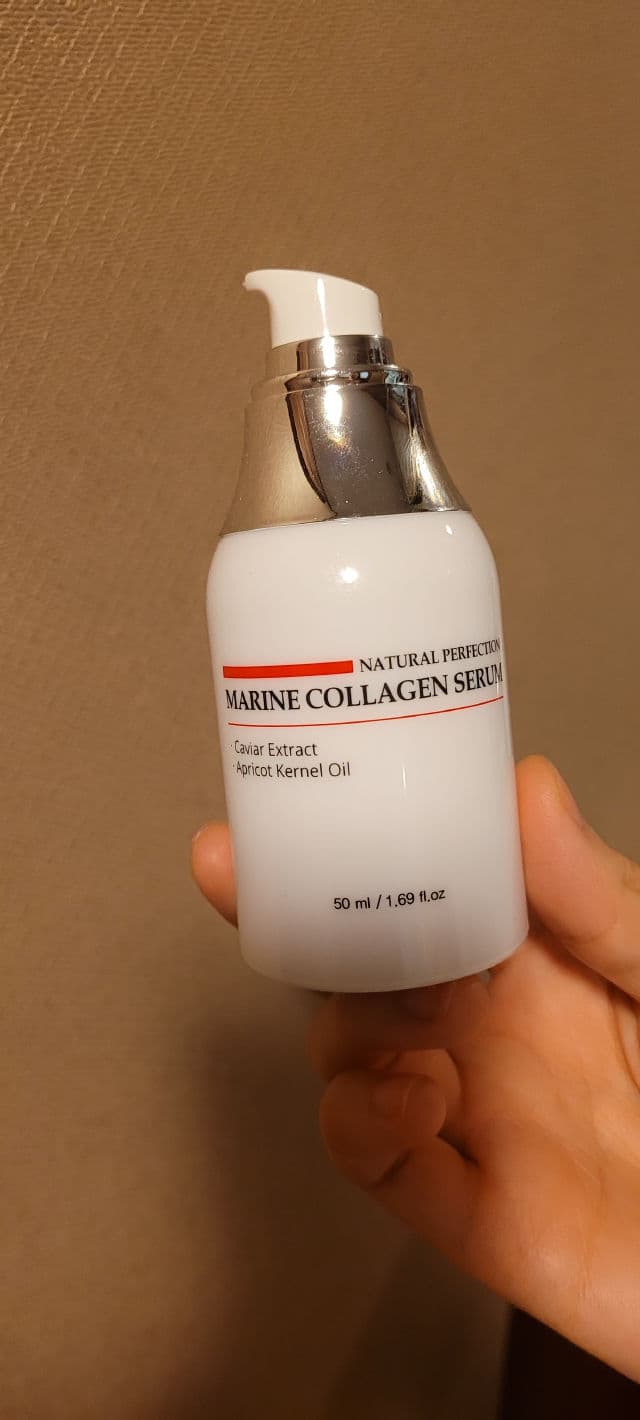 NATURAL PERFECTION
MARINE COLLAGEN SERUM
· Caviar Extract
· Apricot Kernel Oil
50 ml / 1.69 fl.oz